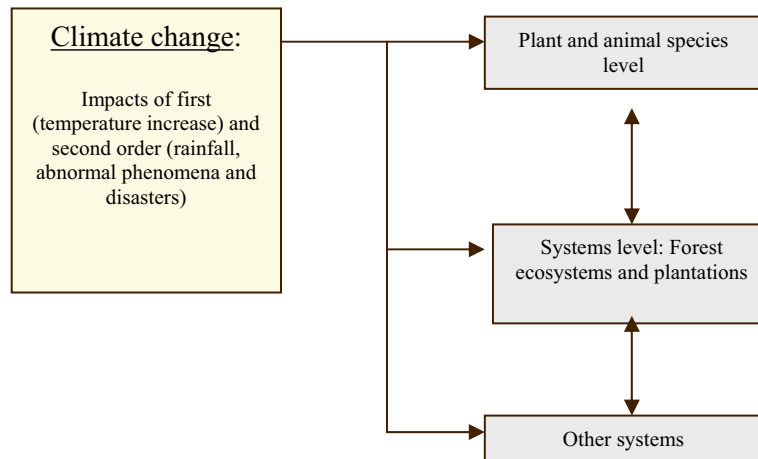 Climate change:
Impacts of first
(temperature increase) and
second order (rainfall,
abnormal phenomena and
disasters)
Plant and animal species
level
Systems level: Forest
ecosystems and plantations
Other systems